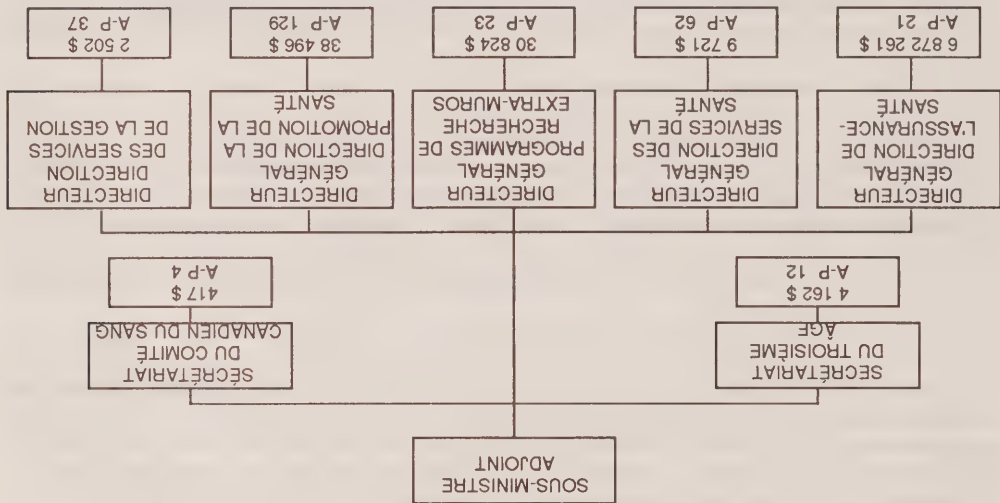 SOUS-MINISTRE
ADJOINT
SECRÉTARIAT
DU TROISIÈME
ÂGE
4 162 $
A-P 12
SÉCRÉTARIAT
DU COMITÉ
CANADIEN DU SANG
417 $
A-P 4
DIRECTEUR
GÉNÉRAL
DIRECTION DE
L'ASSURANCE-
SANTÉ
6 872 261 $
A-P 21
DIRECTEUR
GÉNÉRAL
DIRECTION DES
SERVICES DE LA
SANTÉ
9 721 $
A-P 62
DIRECTEUR
GÉNÉRAL
PROGRAMMES DE
RECHERCHE
EXTRA-MUROS
30 824 $
A-P 23
DIRECTEUR
GÉNÉRAL
DIRECTION DE LA
PROMOTION DE LA
SANTÉ
38 496 $
A-P 129
DIRECTEUR
DIRECTION
DES SERVICES
DE LA GESTION
2 502 $
A-P 37